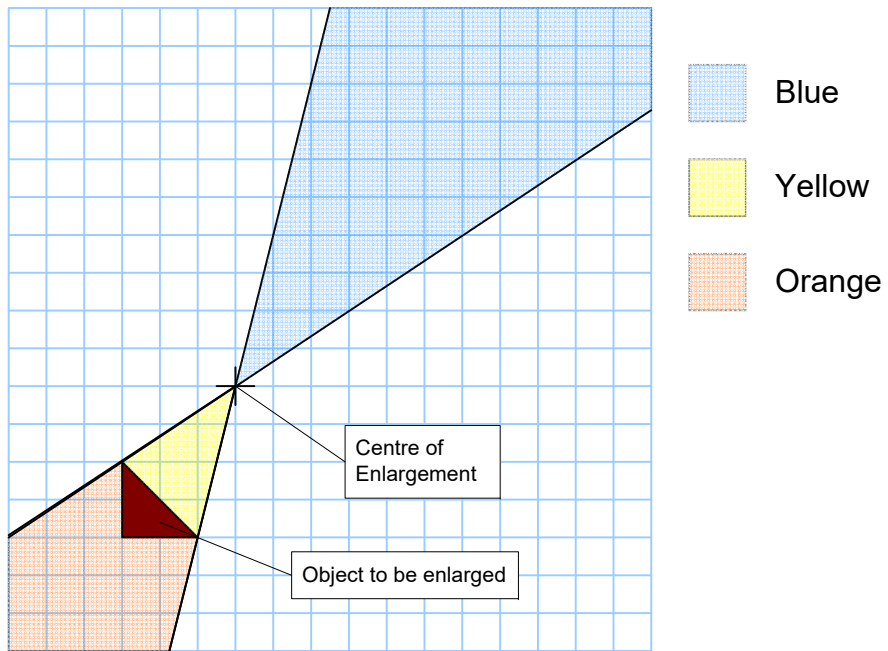 Blue
Yellow
Orange
Centre of
Enlargement
Object to be enlarged